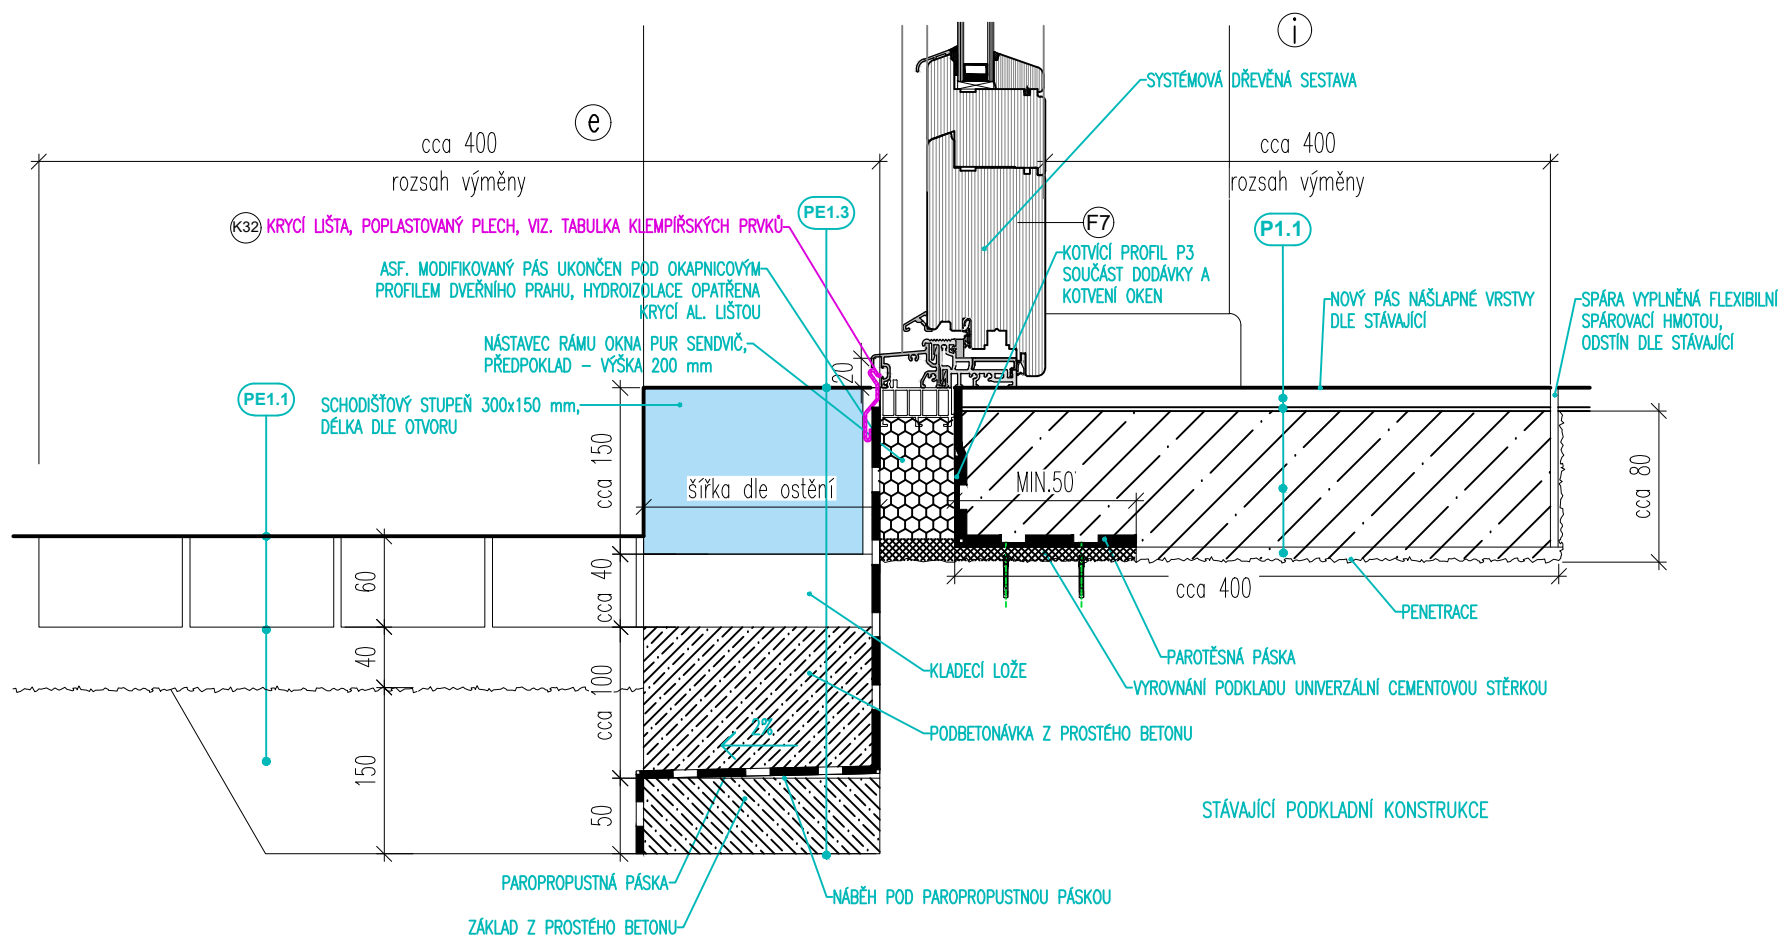 i
SYSTÉMOVÁ DŘEVĚNÁ SESTAVA
e
cca 400
rozsah výměny
cca 400
rozsah výměny
K32 KRYCÍ LIŠTA, POPLASTOVANÝ PLECH, VIZ. TABULKA KLEMPÍŘSKÝCH PRVKŮ
PE1.3
F7
P1.1
ASF. MODIFIKOVANÝ PÁS UKONČEN POD OKAPNICOVÝM
PROFILEM DVEŘNÍHO PRAHU, HYDROIZOLACE OPATŘENA
KRYCÍ AL. LIŠTOU
KOTVÍCÍ PROFIL P3
SOUČÁST DODÁVKY A
KOTVENÍ OKEN
NOVÝ PÁS NÁŠLAPNÉ VRSTVY
DLE STÁVAJÍCÍ
SPÁRA VYPLNĚNÁ FLEXIBILNÍ
SPÁROVACÍ HMOTOU,
ODSTÍN DLE STÁVAJÍCÍ
NÁSTAVEC RÁMU OKNA PUR SENDVIČ,
PŘEDPOKLAD – VÝŠKA 200 mm
20
PE1.1
SCHODIŠŤOVÝ STUPEŇ 300x150 mm,
DÉLKA DLE OTVORU
cca 150
šířka dle ostění
MIN.50
cca 80
60
cca 40
cca 400
PENETRACE
40
cca 100
KLADECÍ LOŽE
PAROTĚSNÁ PÁSKA
VYROVNÁNÍ PODKLADU UNIVERZÁLNÍ CEMENTOVOU STĚRKOU
2%
PODBETONÁVKA Z PROSTÉHO BETONU
150
50
STÁVAJÍCÍ PODKLADNÍ KONSTRUKCE
PAROPROPUSTNÁ PÁSKA
NÁBĚH POD PAROPROPUSTNOU PÁSKOU
ZÁKLAD Z PROSTÉHO BETONU